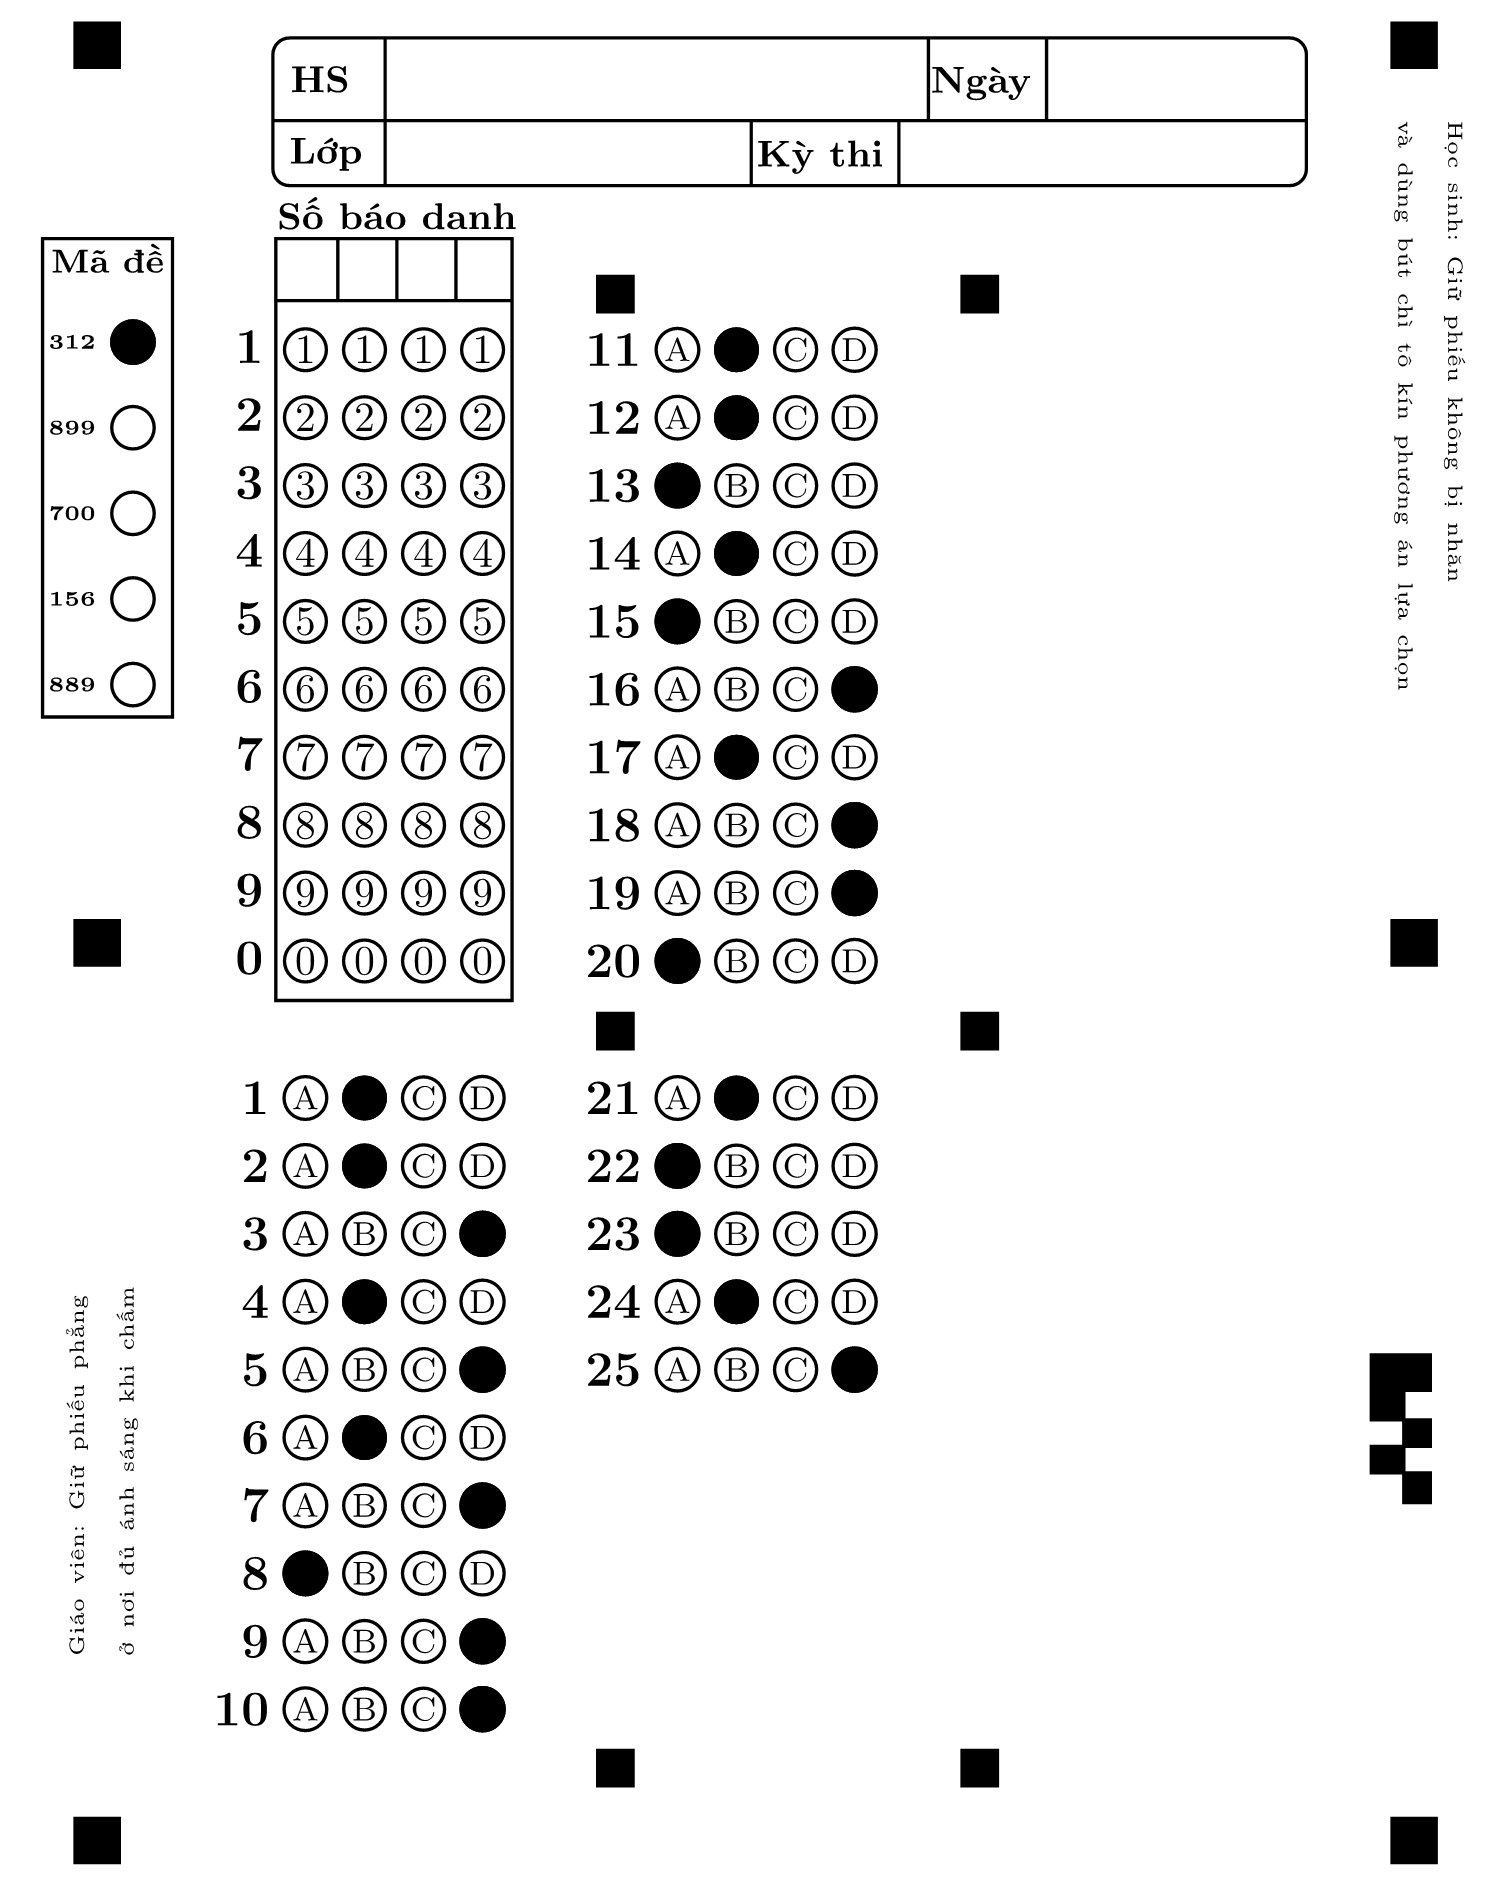 HS Ngày
Lớp Kỳ thi
Học sinh: Giữ phiếu không bị nhăn
và dùng bút chì tô kín phương án lựa chọn
Số báo danh
Mã đề
312
899
700
156
889
1 1 1 1 1
2 2 2 2 2
3 3 3 3 3
4 4 4 4 4
5 5 5 5 5
6 6 6 6 6
7 7 7 7 7
8 8 8 8 8
9 9 9 9 9
0 0 0 0 0
11 A C D
12 A C D
13 B C D
14 A C D
15 B C D
16 A B C
17 A C D
18 A B C
19 A B C
20 B C D
1 A C D
2 A C D
3 A B C
4 A C D
5 A B C
6 A C D
7 A B C
8 B C D
9 A B C
10 A B C
21 A C D
22 B C D
23 B C D
24 A C D
25 A B C
Giáo viên: Giữ phiếu phẳng
ở nơi đủ ánh sáng khi chấm